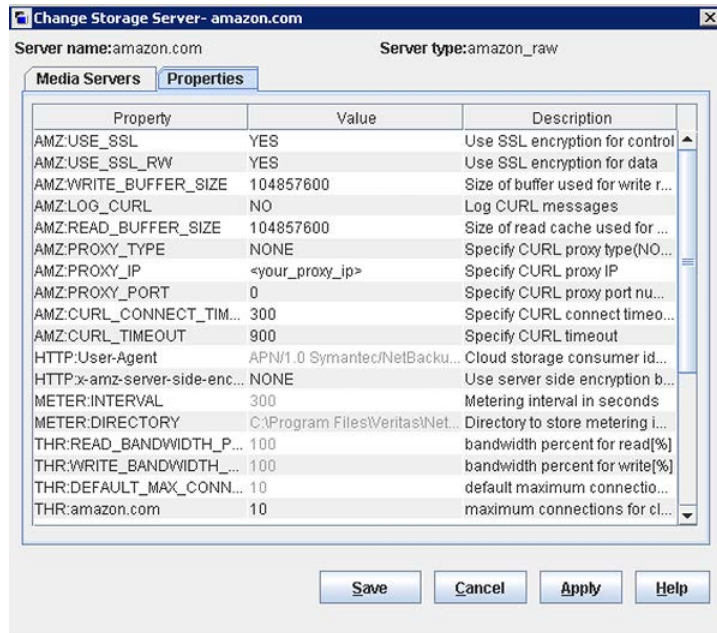 Change Storage Server- amazon.com
Server name:amazon.com Server type:amazon_raw
Media Servers Properties
Property Value Description
AMZ:USE_SSL YES Use SSL encryption for control
AMZ:USE_SSL_RW YES Use SSL encryption for data
AMZ:WRITE_BUFFER_SIZE 104857600 Size of buffer used for write r...
AMZ:LOG_CURL NO Log CURL messages
AMZ:READ_BUFFER_SIZE 104857600 Size of read cache used for ...
AMZ:PROXY_TYPE NONE Specify CURL proxy type(NO...
AMZ:PROXY_IP <your_proxy_ip> Specify CURL proxy IP
AMZ:PROXY_PORT 0 Specify CURL proxy port nu...
AMZ:CURL_CONNECT_TIM... 300 Specify CURL connect timeo...
AMZ:CURL_TIMEOUT 900 Specify CURL timeout
HTTP:User-Agent APN/1.0 Symantec/NetBacku... Cloud storage consumer id...
HTTP:x-amz-server-side-enc... NONE Use server side encryption b...
METER:INTERVAL 300 Metering interval in seconds
METER:DIRECTORY C:\Program Files\Veritas\Net... Directory to store metering i...
THR:READ_BANDWIDTH_P... 100 bandwidth percent for read[%]
THR:WRITE_BANDWIDTH_... 100 bandwidth percent for write[%]
THR:DEFAULT_MAX_CONN... 10 default maximum connectio...
THR:amazon.com 10 maximum connections for cl...
Save Cancel Apply Help